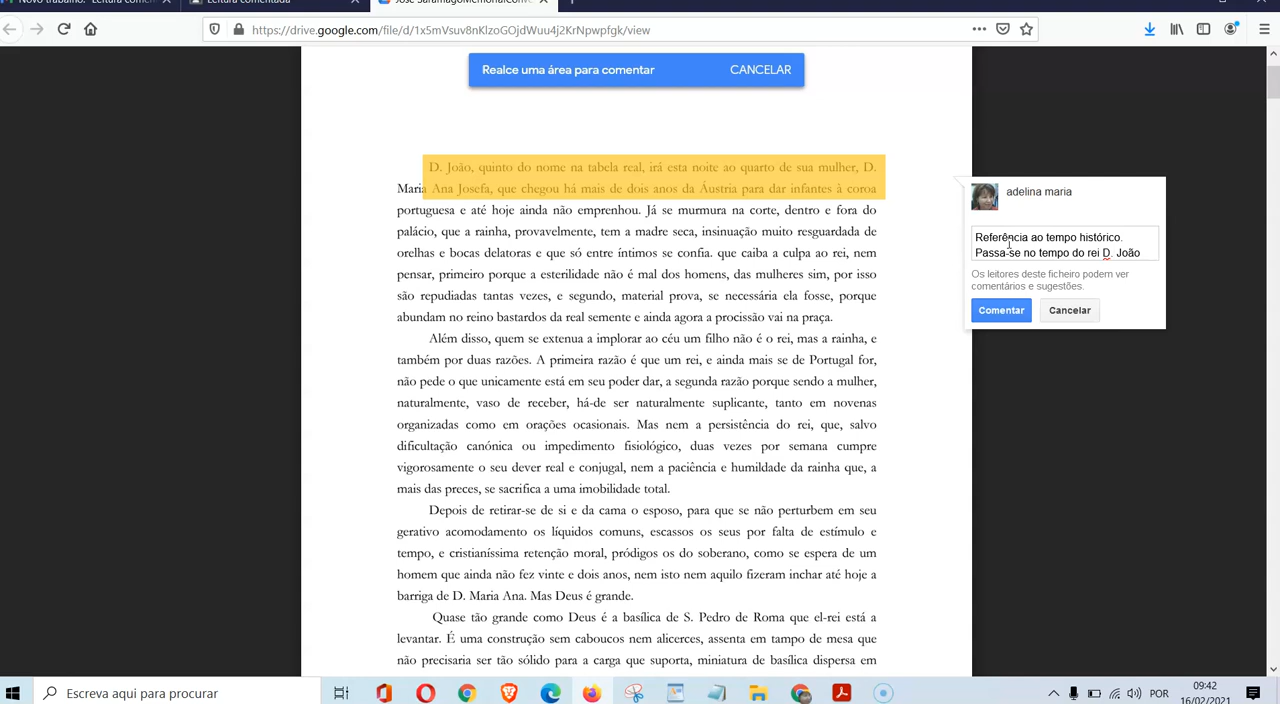 Novo trabalho: "Leitura comen
Leitura comentada
José SaramagoMemorialConve
https://drive.google.com/file/d/1x5mVsuv8nKlzoGOjdWuu4j2KrNpwpfgk/view
Realce uma área para comentar CANCELAR
D. João, quinto do nome na tabela real, irá esta noite ao quarto de sua mulher, D.
Maria Ana Josefa, que chegou há mais de dois anos da Áustria para dar infantes à coroa
portuguesa e até hoje ainda não emprenhou. Já se murmura na corte, dentro e fora do
palácio, que a rainha, provavelmente, tem a madre seca, insinuação muito resguardada de
orelhas e bocas delatoras e que só entre íntimos se confia. que caiba a culpa ao rei, nem
pensar, primeiro porque a esterilidade não é mal dos homens, das mulheres sim, por isso
são repudiadas tantas vezes, e segundo, material prova, se necessária ela fosse, porque
abundam no reino bastardos da real semente e ainda agora a procissão vai na praça.
Além disso, quem se extenua a implorar ao céu um filho não é o rei, mas a rainha, e
também por duas razões. A primeira razão é que um rei, e ainda mais se de Portugal for,
não pede o que unicamente está em seu poder dar, a segunda razão porque sendo a mulher,
naturalmente, vaso de receber, há-de ser naturalmente suplicante, tanto em novenas
organizadas como em orações ocasionais. Mas nem a persistência do rei, que, salvo
dificultação canónica ou impedimento fisiológico, duas vezes por semana cumpre
vigorosamente o seu dever real e conjugal, nem a paciência e humildade da rainha que, a
mais das preces, se sacrifica a uma imobilidade total.
Depois de retirar-se de si e da cama o esposo, para que se não perturbem em seu
gerativo acomodamento os líquidos comuns, escassos os seus por falta de estímulo e
tempo, e cristianíssima retenção moral, pródigos os do soberano, como se espera de um
homem que ainda não fez vinte e dois anos, nem isto nem aquilo fizeram inchar até hoje a
barriga de D. Maria Ana. Mas Deus é grande.
Quase tão grande como Deus é a basílica de S. Pedro de Roma que el-rei está a
levantar. É uma construção sem caboucos nem alicerces, assenta em tampo de mesa que
não precisaria ser tão sólido para a carga que suporta, miniatura de basílica dispersa em
adelina maria
Referência ao tempo histórico.
Passa-se no tempo do rei D. João
Os leitores deste ficheiro podem ver
comentários e sugestões.
Comentar Cancelar
Escreva aqui para procurar
POR
09:42
16/02/2021